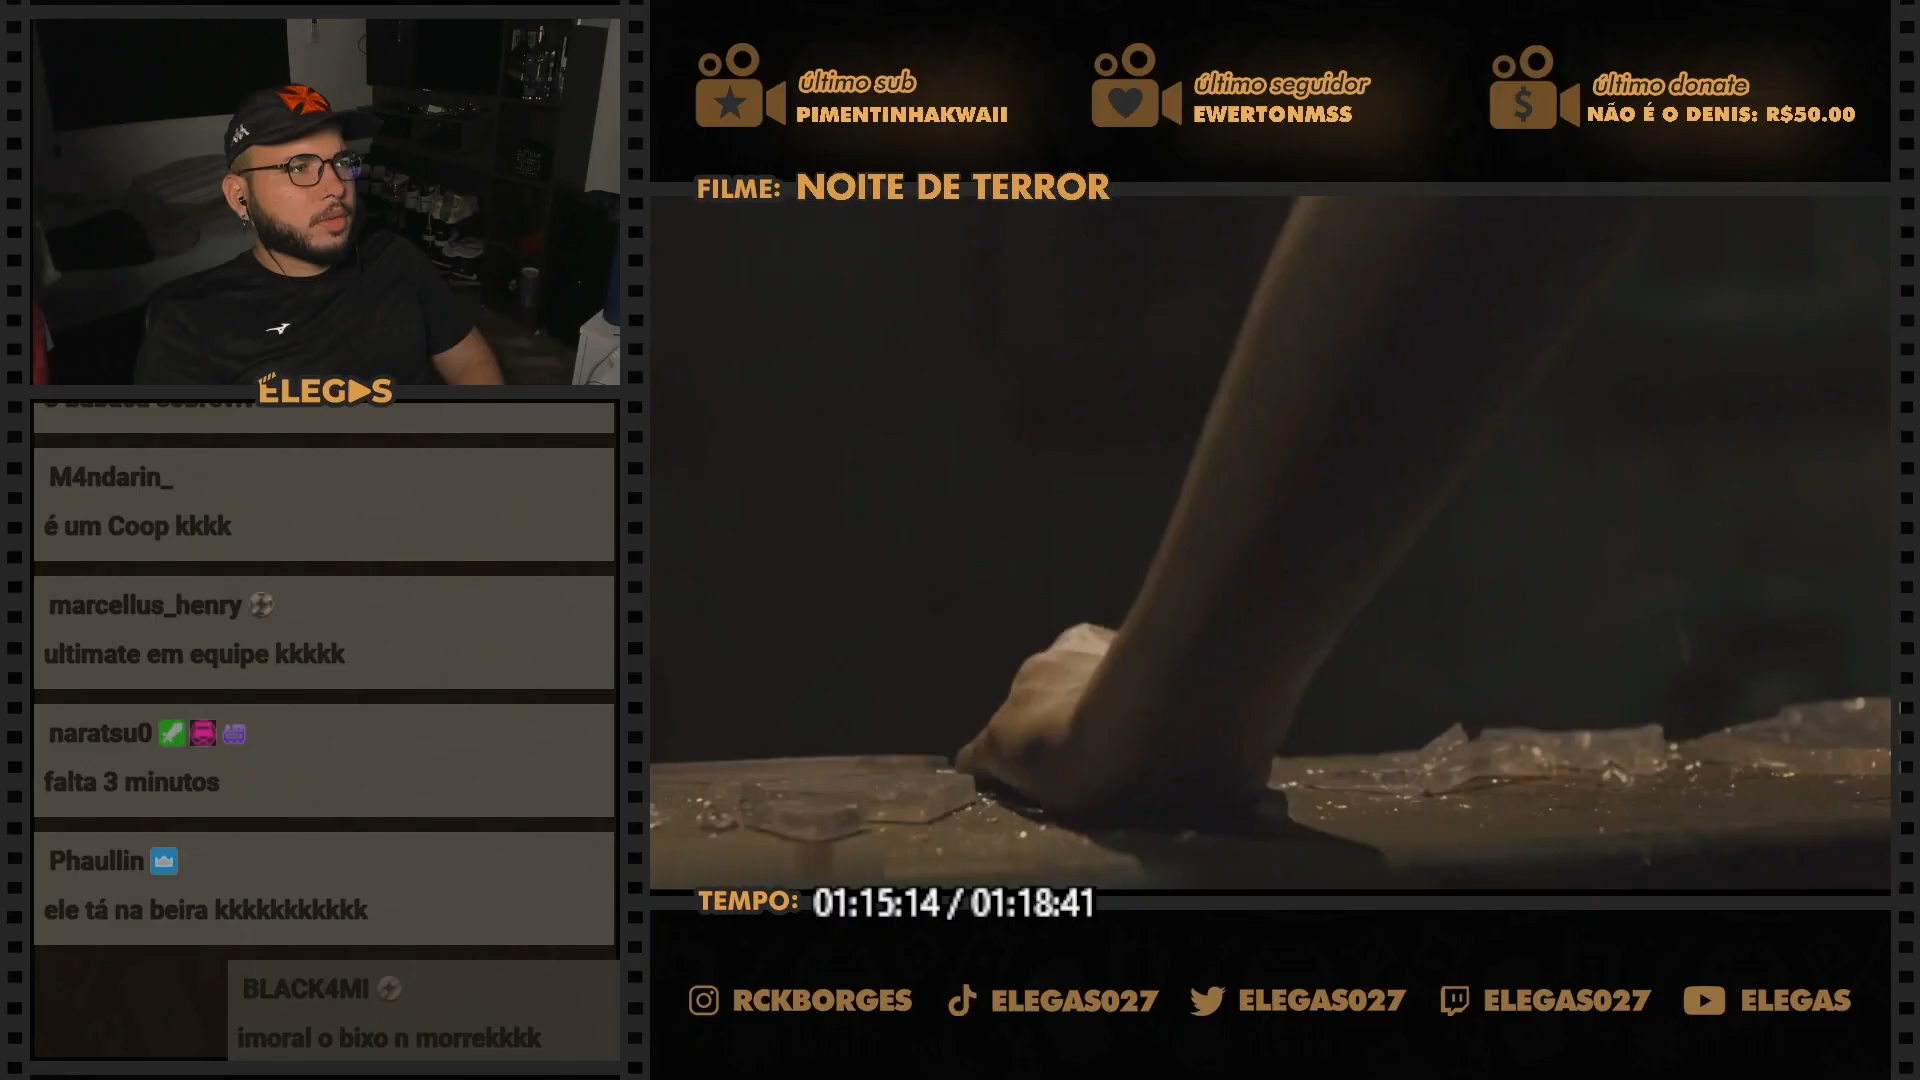 último sub
PIMENTINHAKWAII
último seguidor
EWERTONMSS
último donate
NÃO É O DENIS: R$50.00
FILME: NOITE DE TERROR
ELEGAS
M4ndarin_
é um Coop kkkk
marcellus_henry
ultimate em equipe kkkkk
naratsu0
falta 3 minutos
Phaullin
ele tá na beira kkkkkkkkkkk
BLACK4MI
imoral o bixo n morrekkkk
TEMPO: 01:15:14 / 01:18:41
RCKBORGES
ELEGAS027
ELEGAS027
ELEGAS027
ELEGAS